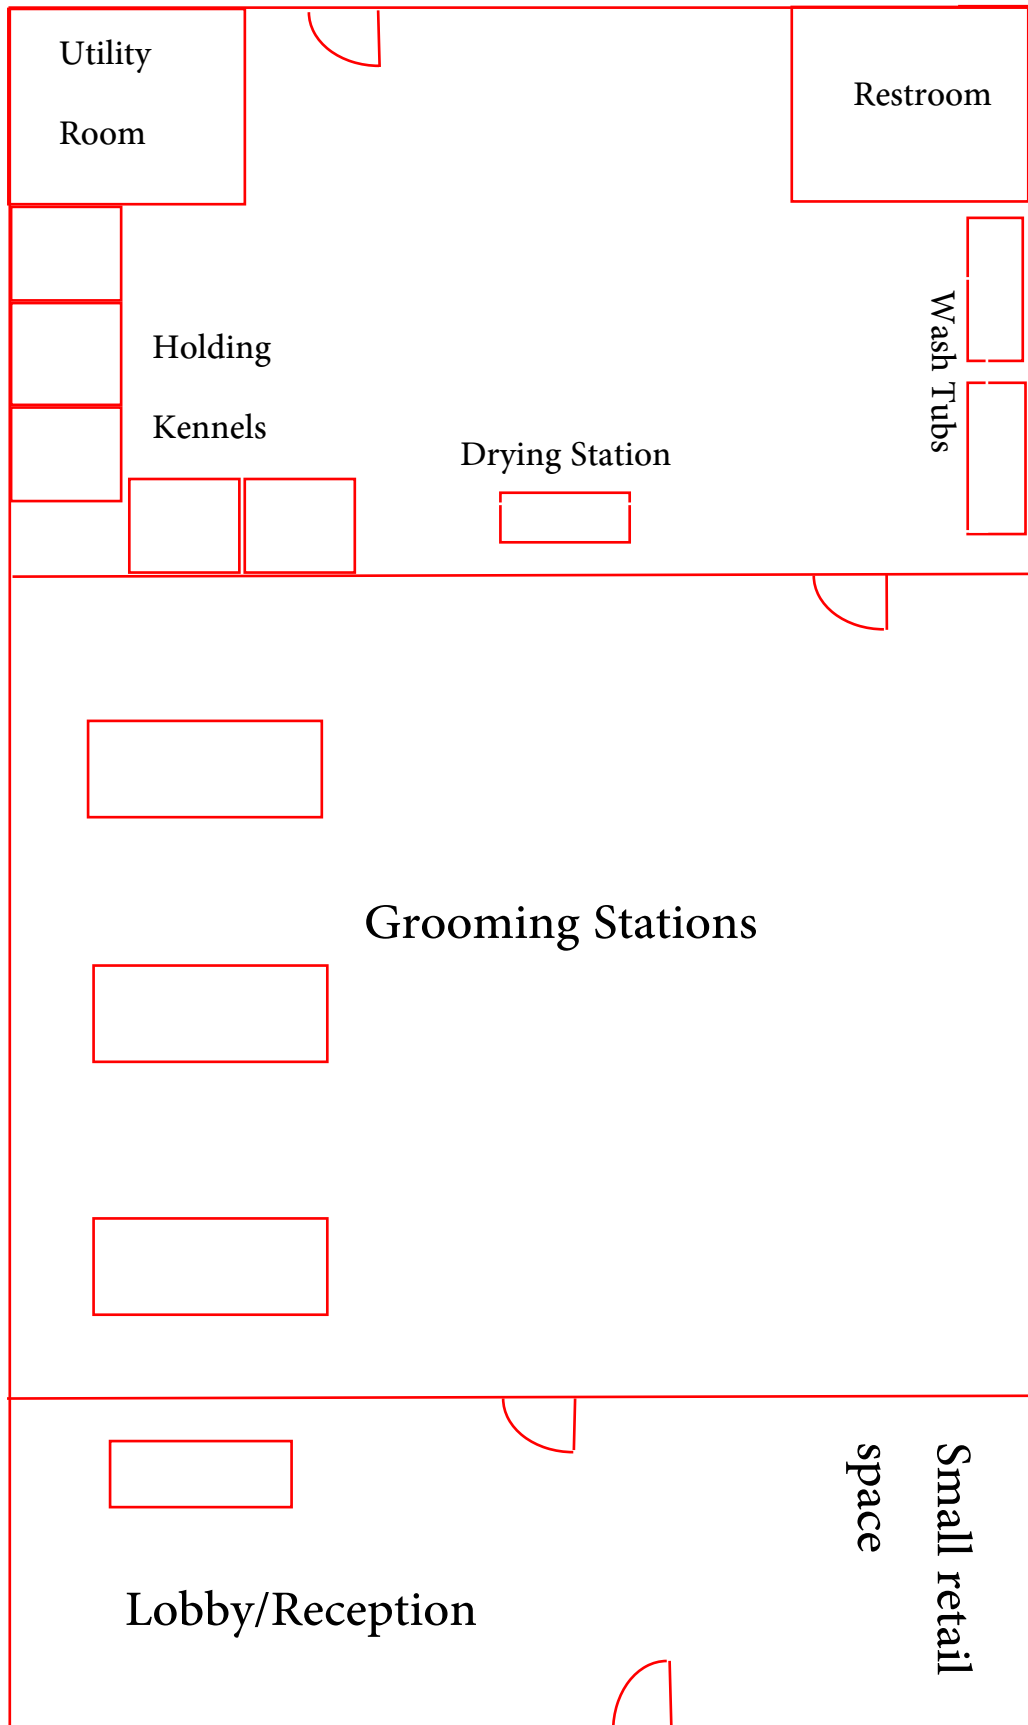 Utility
Room
Restroom
Holding
Kennels
Wash Tubs
Drying Station
Grooming Stations
Small retail
space
Lobby/Reception